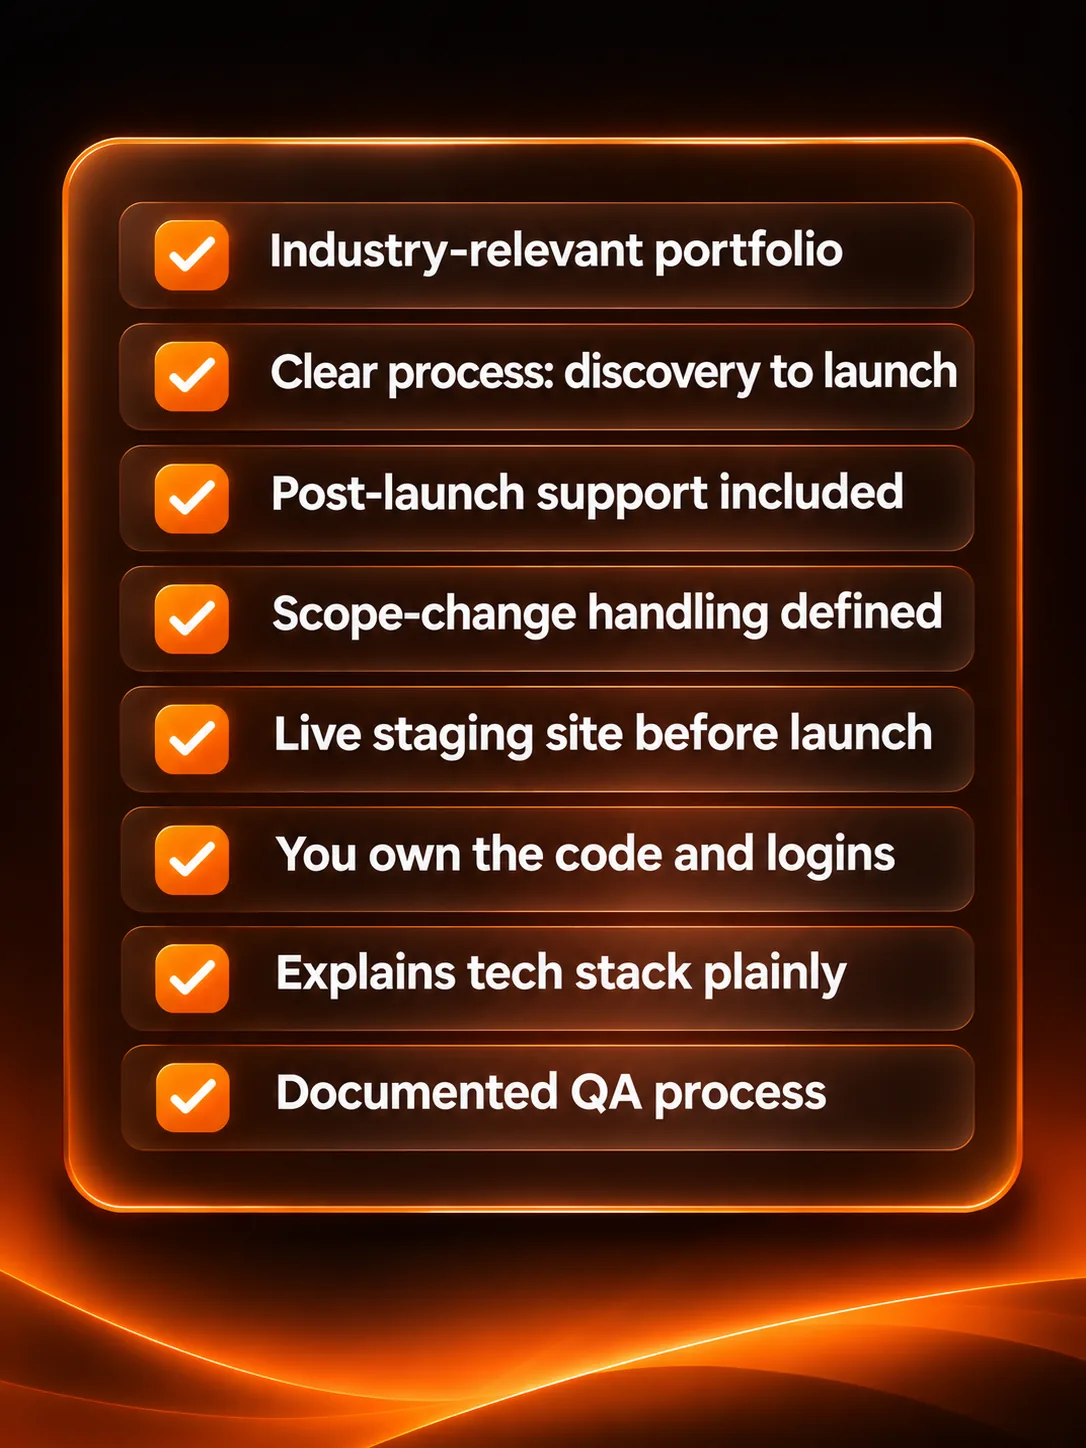 Industry-relevant portfolio
Clear process: discovery to launch
Post-launch support included
Scope-change handling defined
Live staging site before launch
You own the code and logins
Explains tech stack plainly
Documented QA process